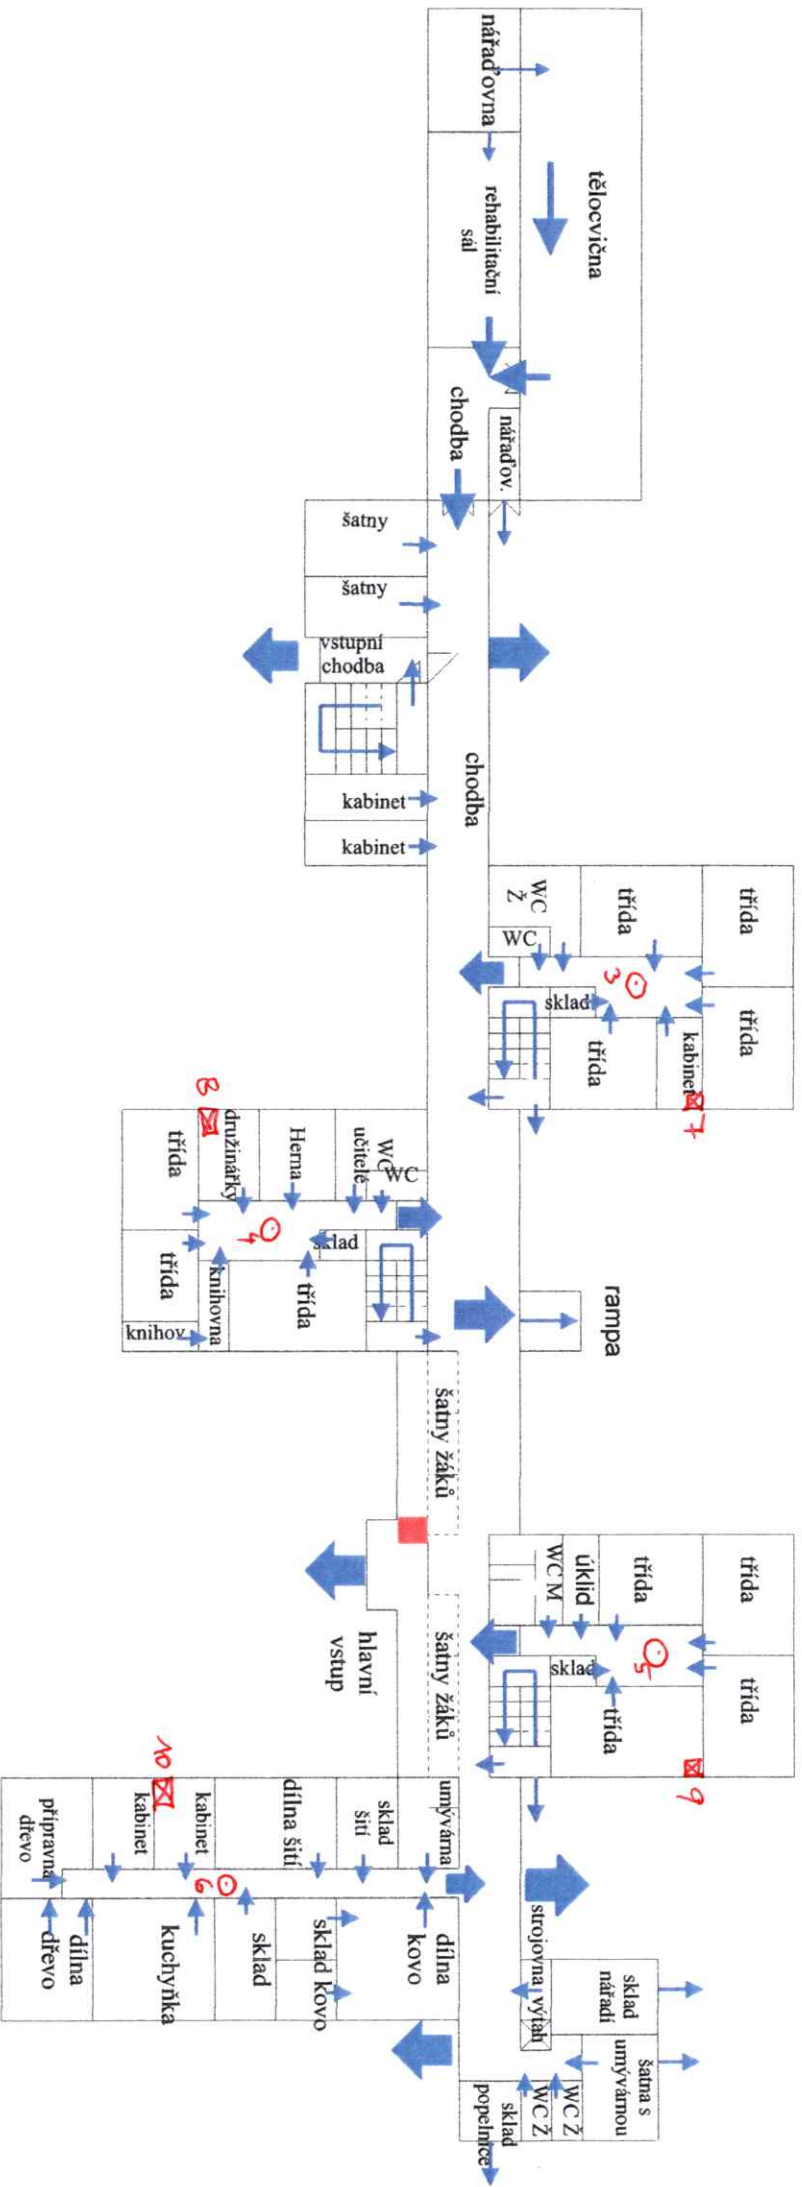 nářaďovna
tělocvična
rehabilitační
sál
chodba
nářaďov.
šatny
šatny
vstupní
chodba
chodba
kabinet
kabinet
WC
Ž
WC
třída
třída
3
sklad
třída
kabinet
třída
7
8
třída
družinářky
Herna
učitelé
WC
WC
4
sklad
třída
knihovna
třída
knihov.
rampa
šatny žáků
hlavní
vstup
šatny žáků
WC M
úklid
třída
třída
5
sklad
třída
třída
9
10
přípravna
dřevo
kabinet
kabinet
dílna šití
sklad
šití
umývárna
6
dílna
dřevo
kuchyňka
sklad
sklad kovo
dílna
kovo
strojovna
výtah
sklad
nářadí
šatna s
umývárnou
WC Ž
WC Ž
sklad
popelnice